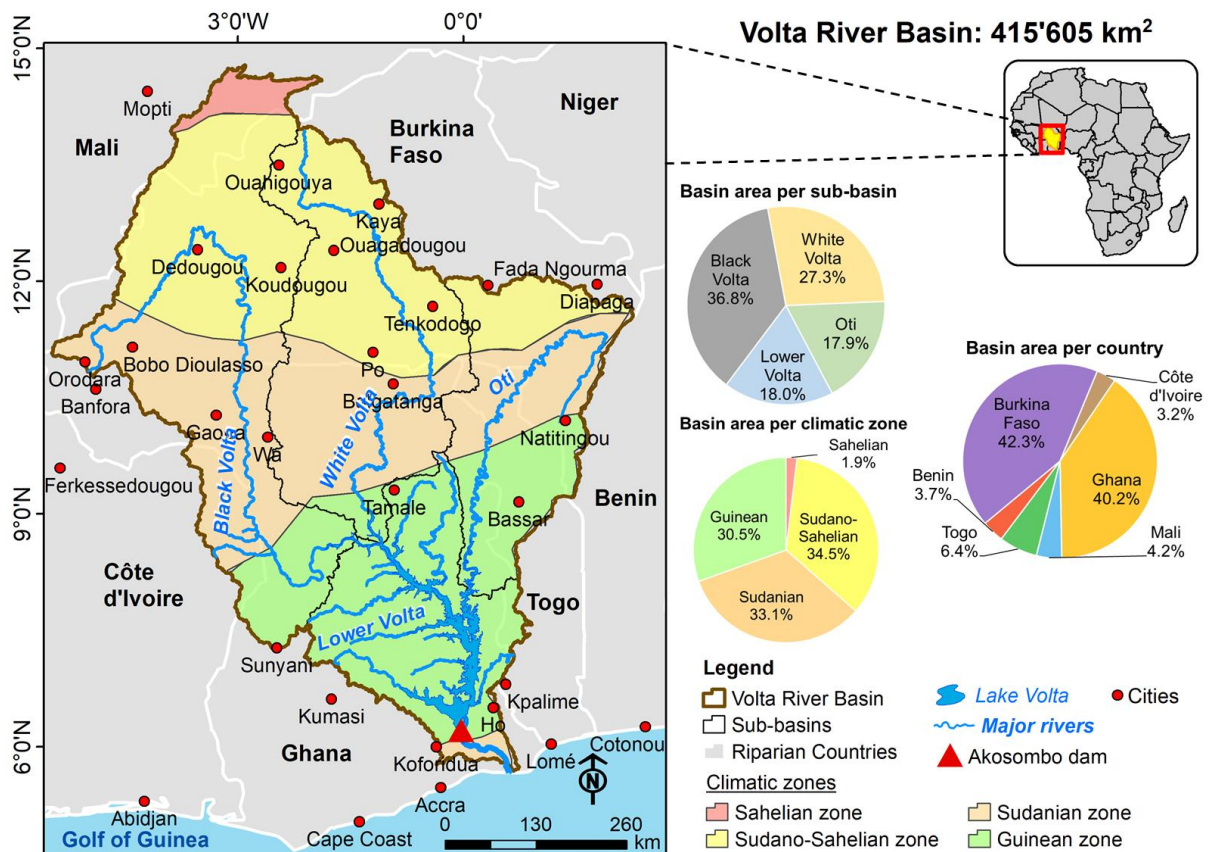 3°0'W
0°0'
15°0'N
12°0'N
9°0'N
6°0'N
Mopti
Mali
Niger
Burkina
Faso
Ouahigouya
Kaya
Ouagadougou
Dedougou
Koudougou
Fada Ngourma
Diapaga
Tenkodogo
Bobo Dioulasso
Orodara
Banfora
Po
Bolgatanga
Oti
Gaoua
Wa
Black Volta
White Volta
Natitingou
Ferkessedougou
Tamale
Bassar
Benin
Côte
d'Ivoire
Togo
Lower Volta
Sunyani
Kumasi
Kpalime
Ho
Ghana
Koforidua
Lomé
Cotonou
N
Accra
Abidjan
Cape Coast
Golf of Guinea
0
130
260
km
Volta River Basin: 415'605 km²
Basin area per sub-basin
White
Volta
27.3%
Black
Volta
36.8%
Oti
17.9%
Lower
Volta
18.0%
Basin area per country
Côte
d'Ivoire
3.2%
Burkina
Faso
42.3%
Ghana
40.2%
Benin
3.7%
Togo
6.4%
Mali
4.2%
Basin area per climatic zone
Sahelian
1.9%
Guinean
30.5%
Sudano-
Sahelian
34.5%
Sudanian
33.1%
Legend
Volta River Basin
Lake Volta
Cities
Sub-basins
Major rivers
Riparian Countries
Akosombo dam
Climatic zones
Sahelian zone
Sudanian zone
Sudano-Sahelian zone
Guinean zone